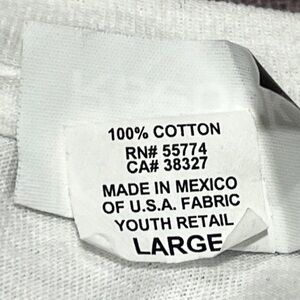 100% COTTON
RN# 55774
CA# 38327
MADE IN MEXICO
OF U.S.A. FABRIC
YOUTH RETAIL
LARGE